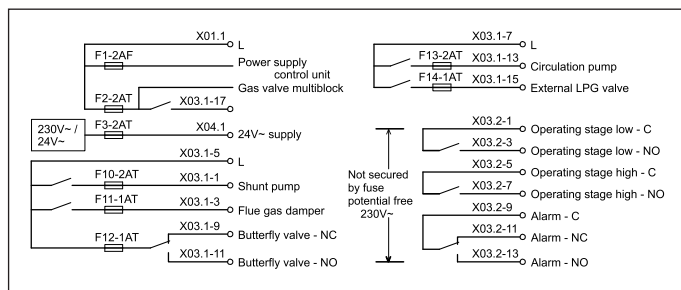 X01.1
L
F1-2AF
Power supply
control unit
Gas valve multiblock
F2-2AT
X03.1-17
230V~ /
24V~
F3-2AT
X04.1
24V~ supply
X03.1-5
L
F10-2AT
X03.1-1
Shunt pump
F11-1AT
X03.1-3
Flue gas damper
X03.1-9
F12-1AT
Butterfly valve - NC
X03.1-11
Butterfly valve - NO
X03.1-7
L
F13-2AT
X03.1-13
Circulation pump
F14-1AT
X03.1-15
External LPG valve
Not secured
by fuse
potential free
230V~
X03.2-1
Operating stage low - C
X03.2-3
Operating stage low - NO
X03.2-5
Operating stage high - C
X03.2-7
Operating stage high - NO
X03.2-9
Alarm - C
X03.2-11
Alarm - NC
X03.2-13
Alarm - NO